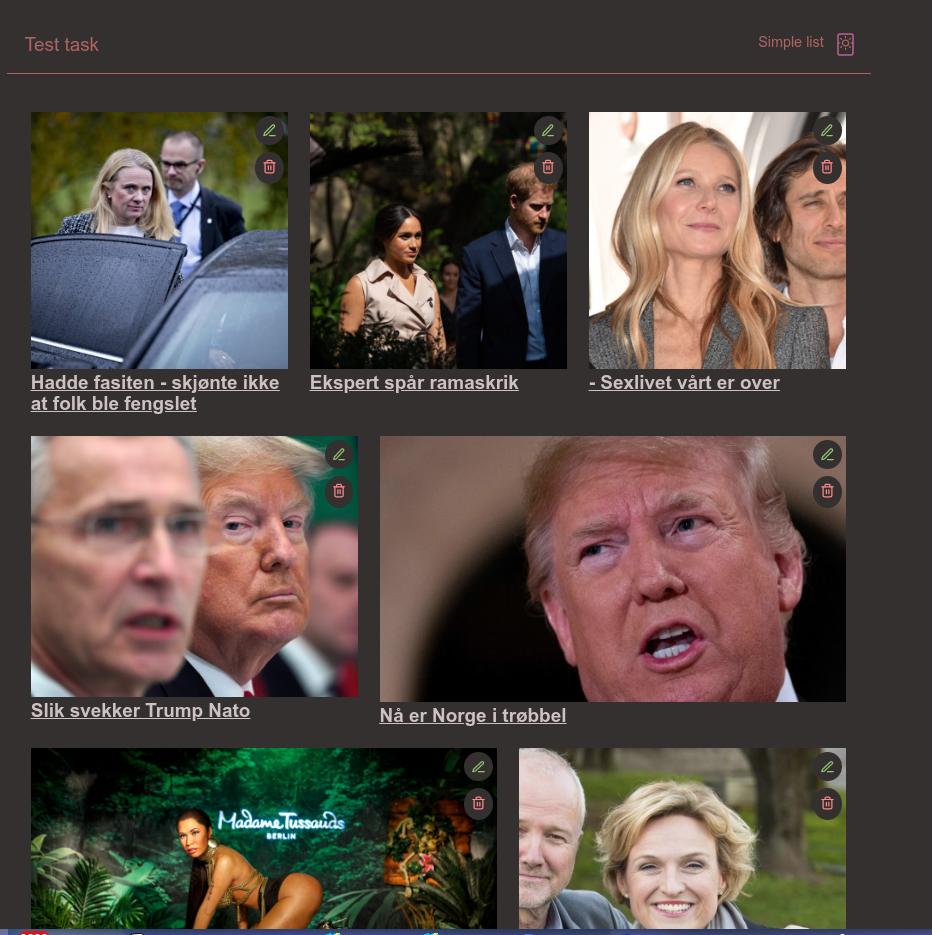 Test task
Simple list
Hadde fasiten - skjønte ikke
at folk ble fengslet
Ekspert spår ramaskrik
- Sexlivet vårt er over
Slik svekker Trump Nato
Nå er Norge i trøbbel
Madame Tussauds
BERLIN